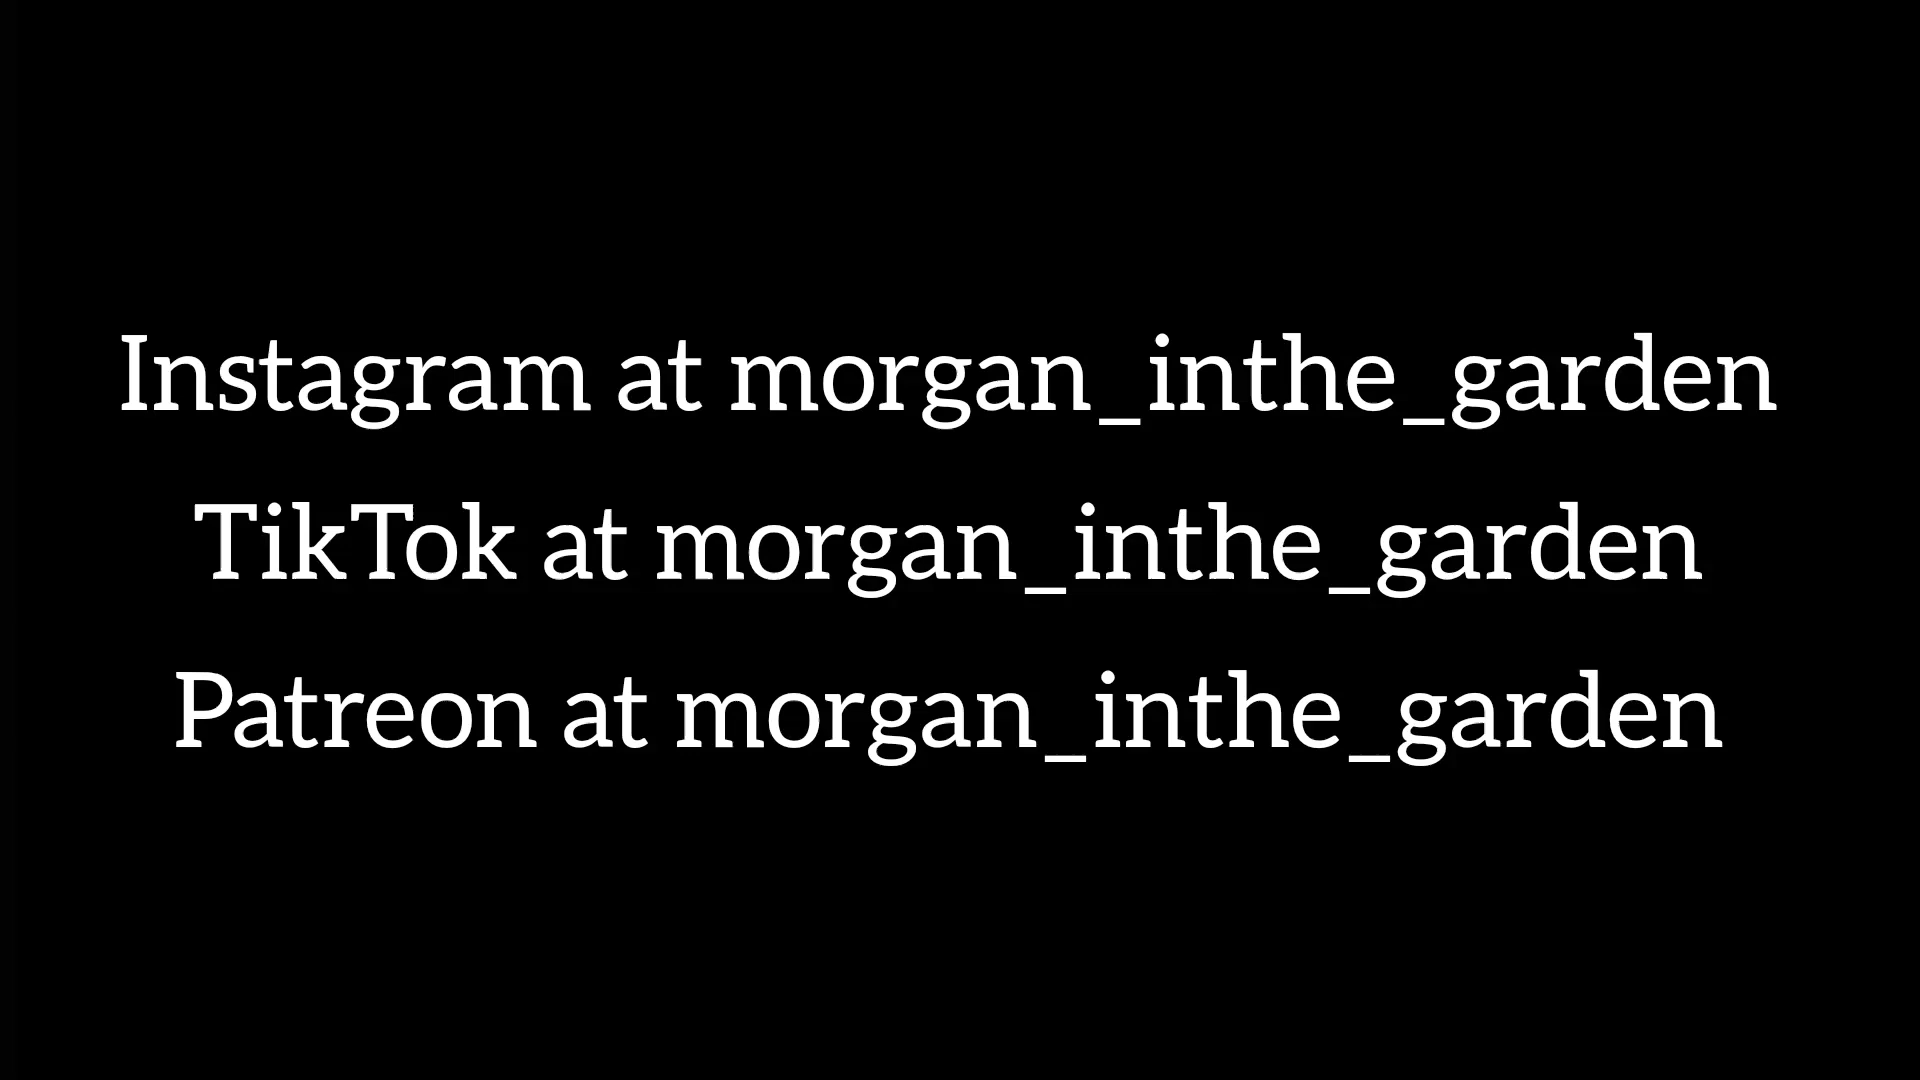 Instagram at morgan_inthe_garden
TikTok at morgan_inthe_garden
Patreon at morgan_inthe_garden